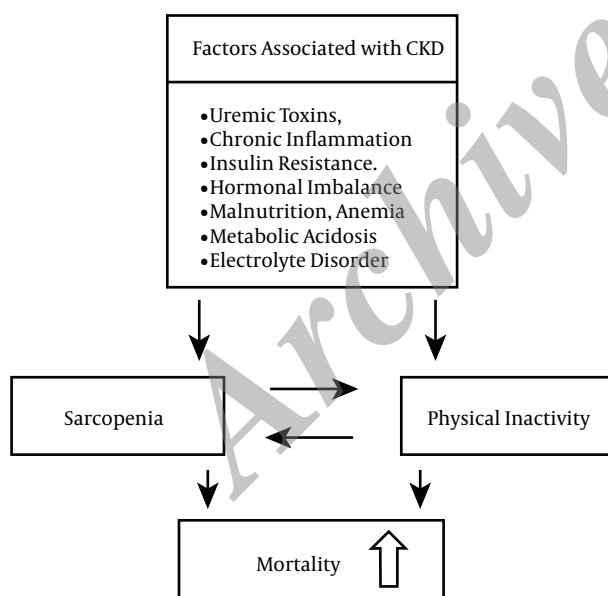 Factors Associated with CKD
•Uremic Toxins,
•Chronic Inflammation
•Insulin Resistance.
•Hormonal Imbalance
•Malnutrition, Anemia
•Metabolic Acidosis
•Electrolyte Disorder
Sarcopenia
Physical Inactivity
Mortality
Archive